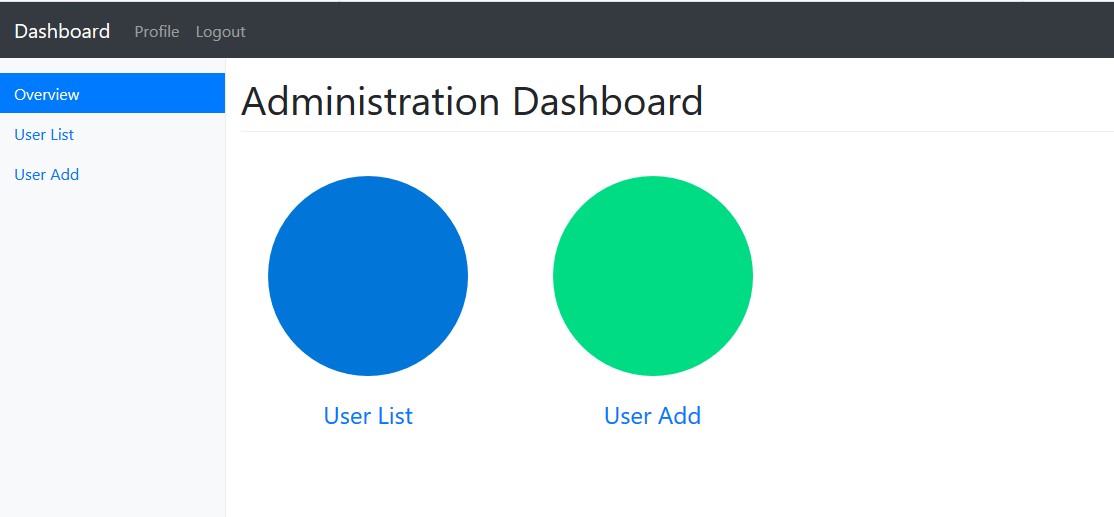 Dashboard Profile Logout
Overview
User List
User Add
Administration Dashboard
User List
User Add